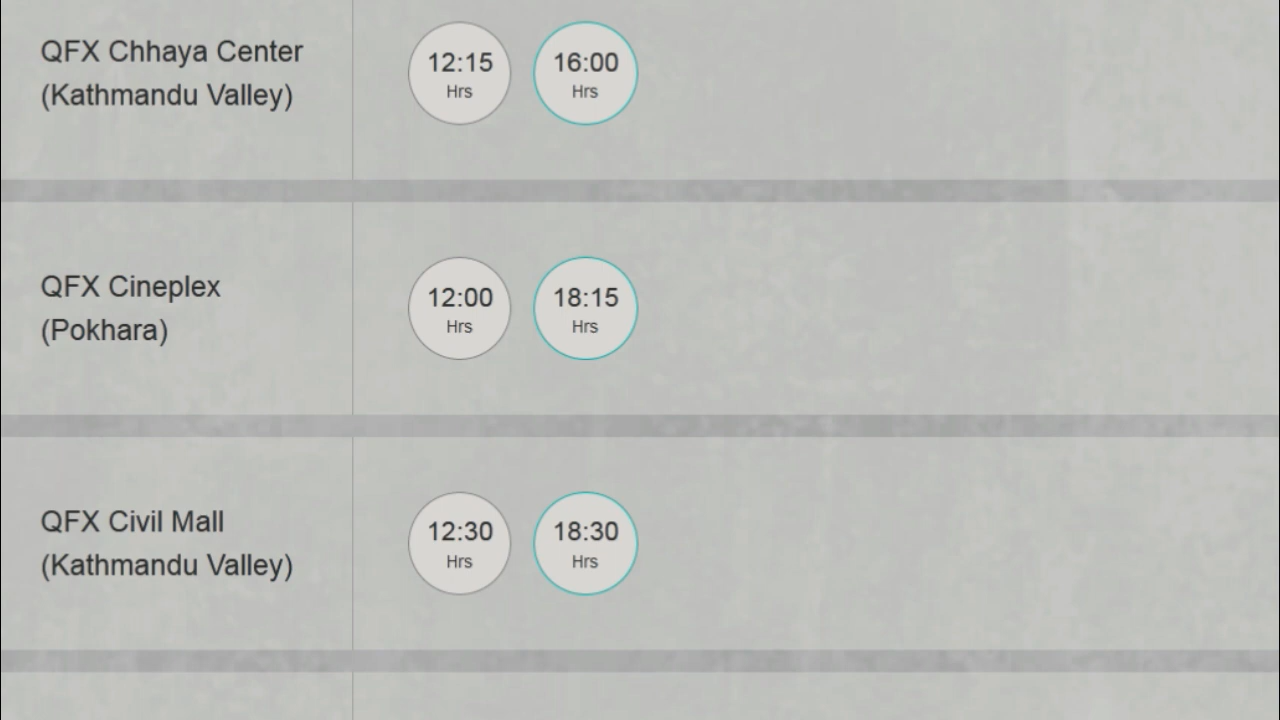 QFX Chhaya Center
(Kathmandu Valley)
12:15
Hrs
16:00
Hrs
QFX Cineplex
(Pokhara)
12:00
Hrs
18:15
Hrs
QFX Civil Mall
(Kathmandu Valley)
12:30
Hrs
18:30
Hrs